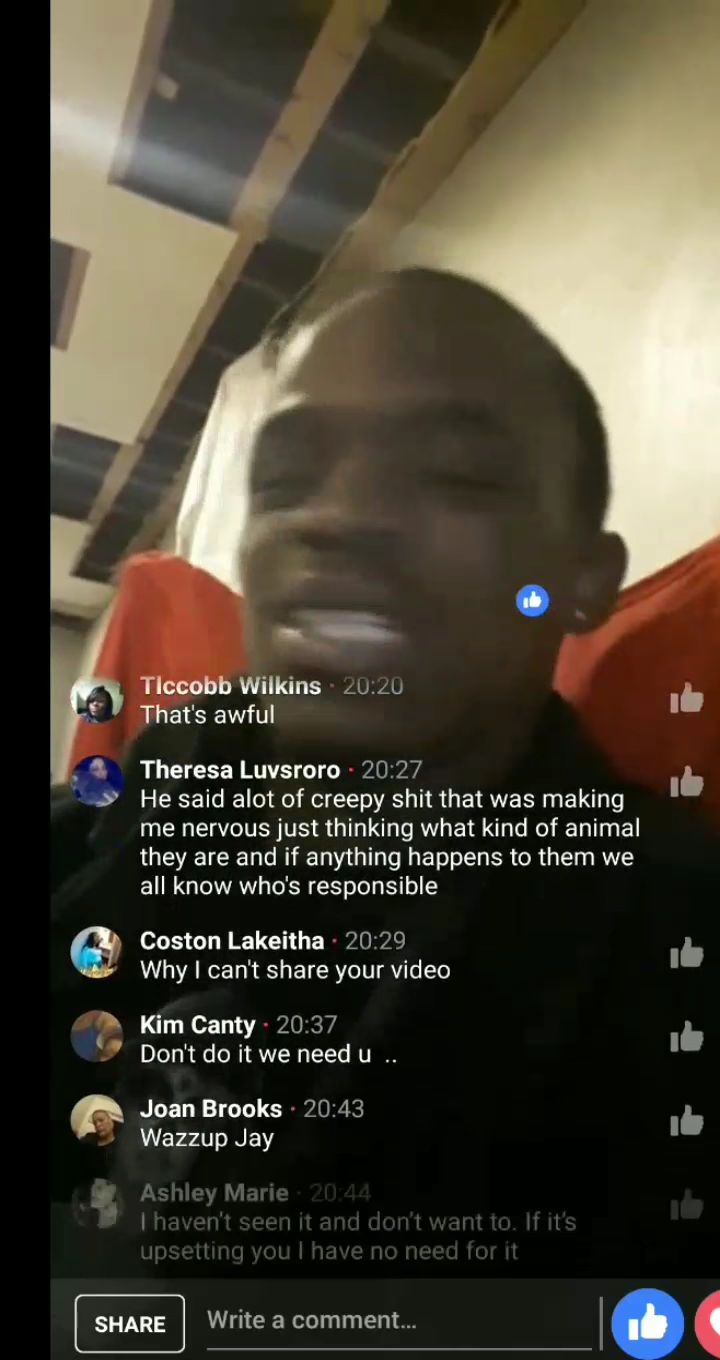 Tlccobb Wilkins · 20:20
That's awful
Theresa Luvsroro · 20:27
He said alot of creepy shit that was making
me nervous just thinking what kind of animal
they are and if anything happens to them we
all know who's responsible
Coston Lakeitha · 20:29
Why I can't share your video
Kim Canty · 20:37
Don't do it we need u ..
Joan Brooks · 20:43
Wazzup Jay
Ashley Marie · 20:44
I haven't seen it and don't want to. If it's
upsetting you I have no need for it
SHARE
Write a comment...